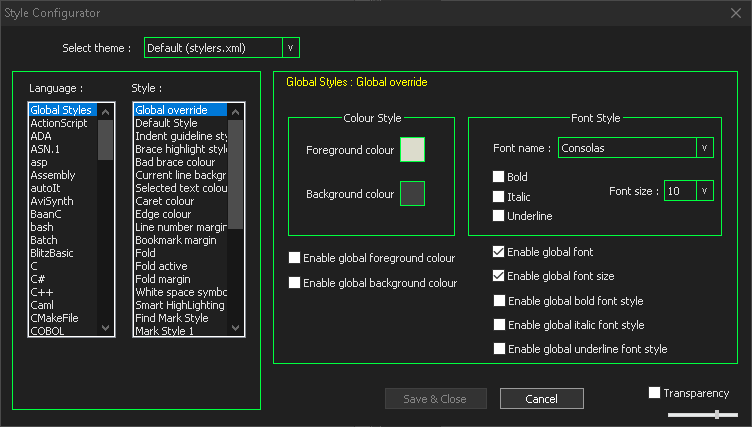 Style Configurator
Select theme :
Default (stylers.xml)
Language :
Style :
Global Styles
ActionScript
ADA
ASN.1
asp
Assembly
autoIt
AviSynth
BaanC
bash
Batch
BlitzBasic
C
C#
C++
Caml
CMakeFile
COBOL
Global override
Default Style
Indent guideline sty
Brace highlight style
Bad brace colour
Current line backgr
Selected text colou
Caret colour
Edge colour
Line number margin
Bookmark margin
Fold
Fold active
Fold margin
White space symbo
Smart HighLighting
Find Mark Style
Mark Style 1
Global Styles : Global override
Colour Style
Foreground colour
Background colour
Font Style
Font name :
Consolas
Bold
Italic
Underline
Font size :
10
Enable global foreground colour
Enable global background colour
Enable global font
Enable global font size
Enable global bold font style
Enable global italic font style
Enable global underline font style
Save & Close
Cancel
Transparency